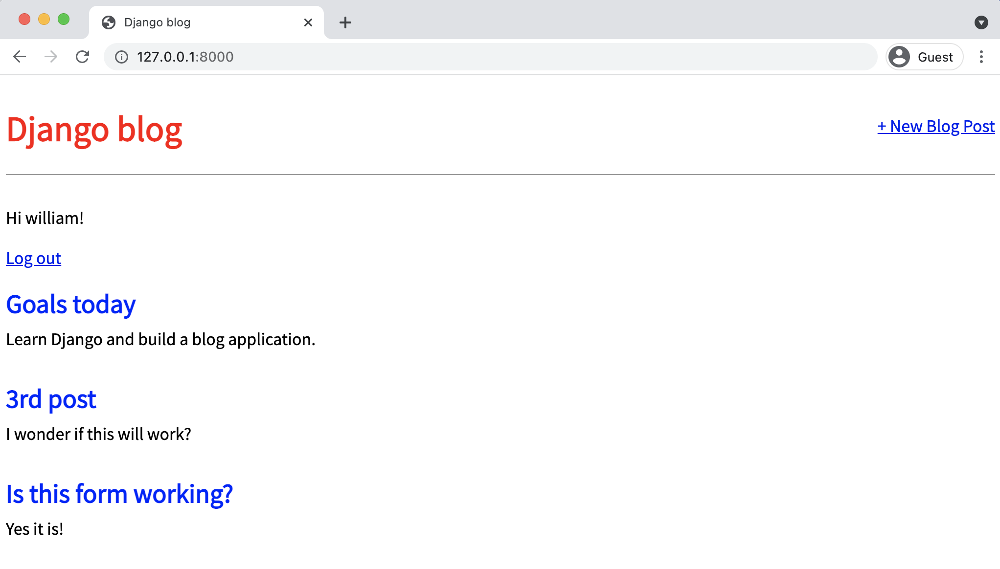 Django blog
127.0.0.1:8000
Guest
Django blog
+ New Blog Post
Hi william!
Log out
Goals today
Learn Django and build a blog application.
3rd post
I wonder if this will work?
Is this form working?
Yes it is!